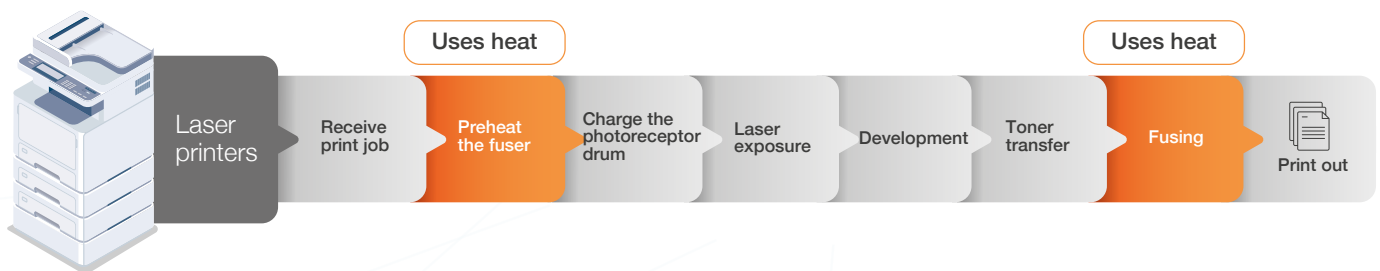 Uses heat
Uses heat
Laser
printers
Receive
print job
Preheat
the fuser
Charge the
photoreceptor
drum
Laser
exposure
Development
Toner
transfer
Fusing
Print out